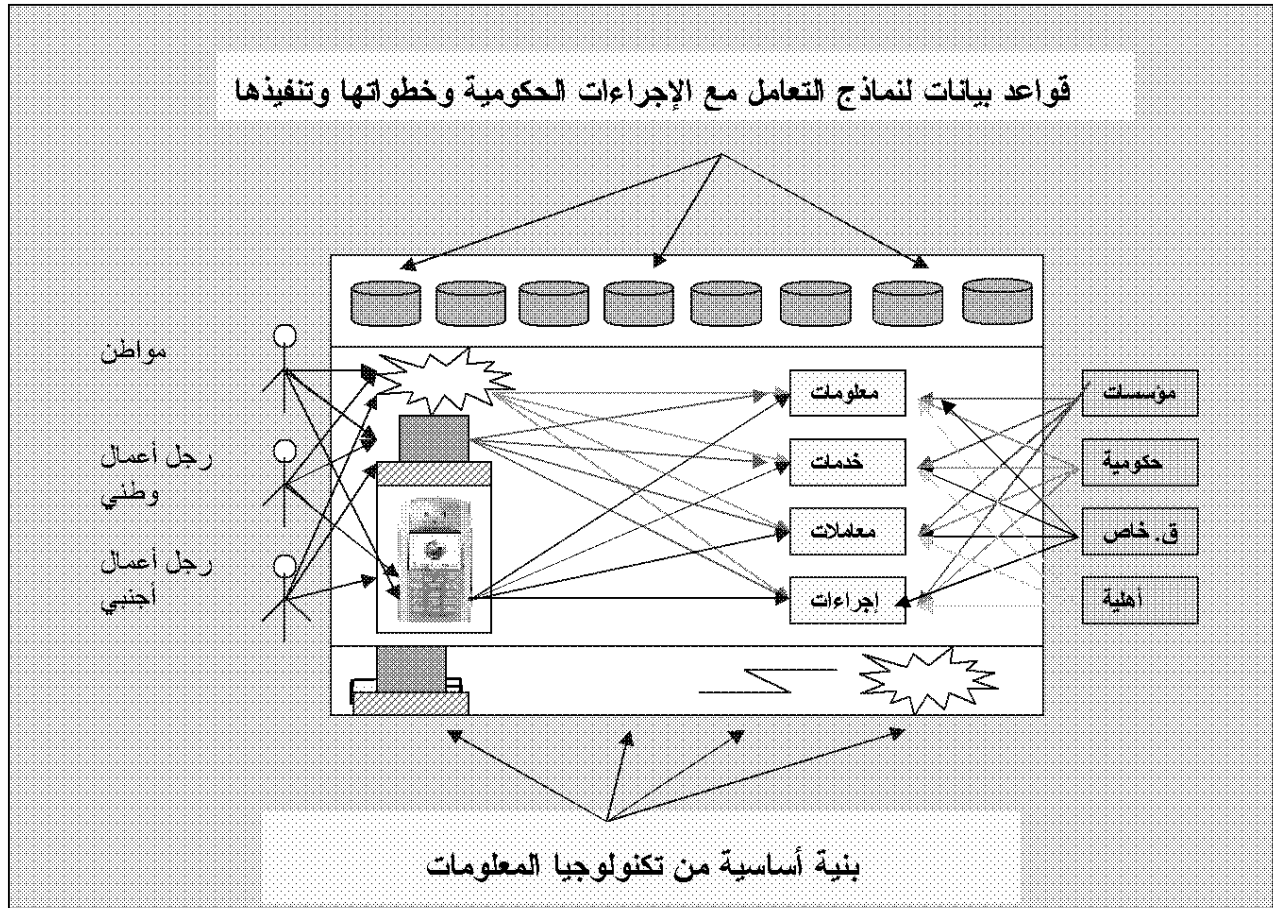 قواعد بيانات لنماذج التعامل مع الإجراءات الحكومية وخطواتها وتنفيذها
مواطن
رجل أعمال
وطني
رجل أعمال
أجنبي
معلومات
خدمات
معاملات
إجراءات
مؤسسات
حكومية
ق. خاص
أهلية
بنية أساسية من تكنولوجيا المعلومات